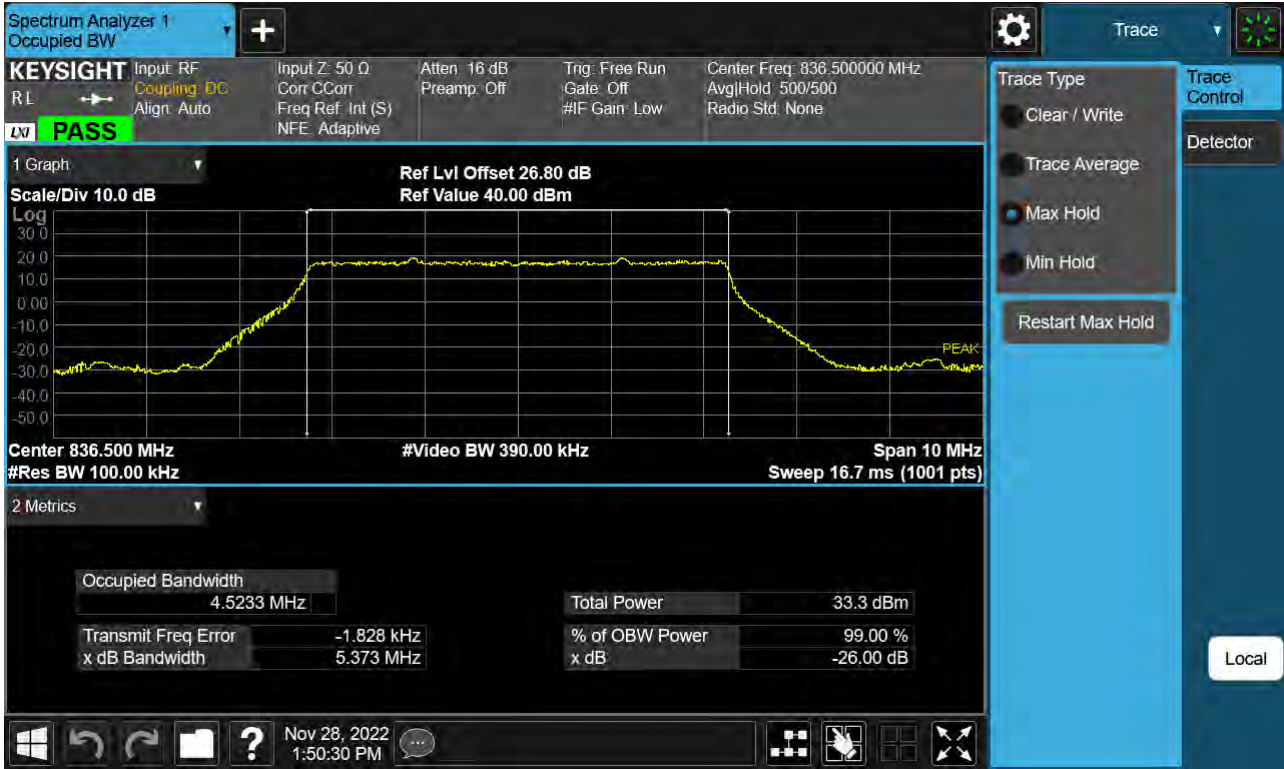 Spectrum Analyzer 1
Occupied BW
+
Trace
KEYSIGHT
RL
LXI
PASS
Input: RF
Coupling: DC
Align: Auto
Input Z: 50 Ω
Corr CCorr
Freq Ref: Int (S)
NFE: Adaptive
Atten: 16 dB
Preamp: Off
Trig: Free Run
Gate: Off
#IF Gain: Low
Center Freq: 836.500000 MHz
Avg|Hold: 500/500
Radio Std: None
1 Graph
Scale/Div 10.0 dB
Ref Lvl Offset 26.80 dB
Ref Value 40.00 dBm
Log
30.0
20.0
10.0
0.00
-10.0
-20.0
-30.0
-40.0
-50.0
PEAK
Center 836.500 MHz
#Video BW 390.00 kHz
Span 10 MHz
#Res BW 100.00 kHz
Sweep 16.7 ms (1001 pts)
2 Metrics
Occupied Bandwidth
4.5233 MHz
Total Power 33.3 dBm
Transmit Freq Error -1.828 kHz
% of OBW Power 99.00 %
x dB Bandwidth 5.373 MHz
x dB -26.00 dB
Trace Type
Clear / Write
Trace Average
Max Hold
Min Hold
Restart Max Hold
Trace
Control
Detector
Local
?
Nov 28, 2022
1:50:30 PM